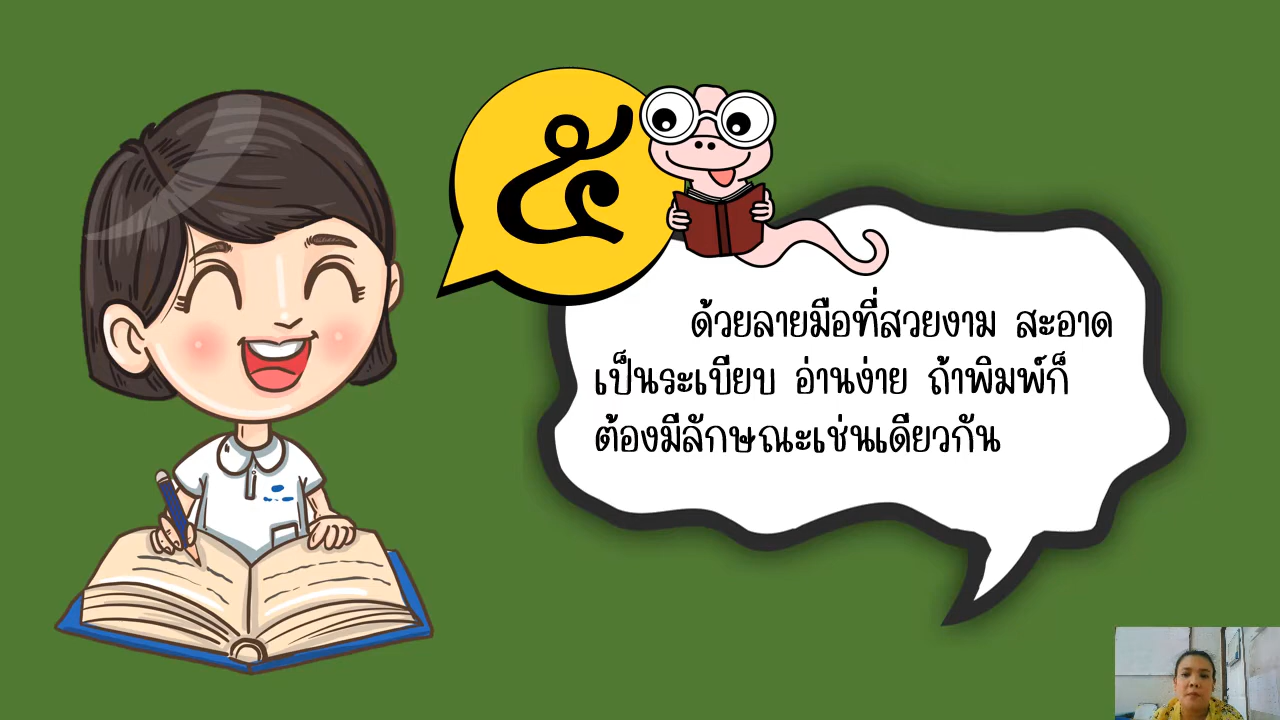 ๕
ด้วยลายมือที่สวยงาม สะอาด
เป็นระเบียบ อ่านง่าย ถ้าพิมพ์ก็
ต้องมีลักษณะเช่นเดียวกัน